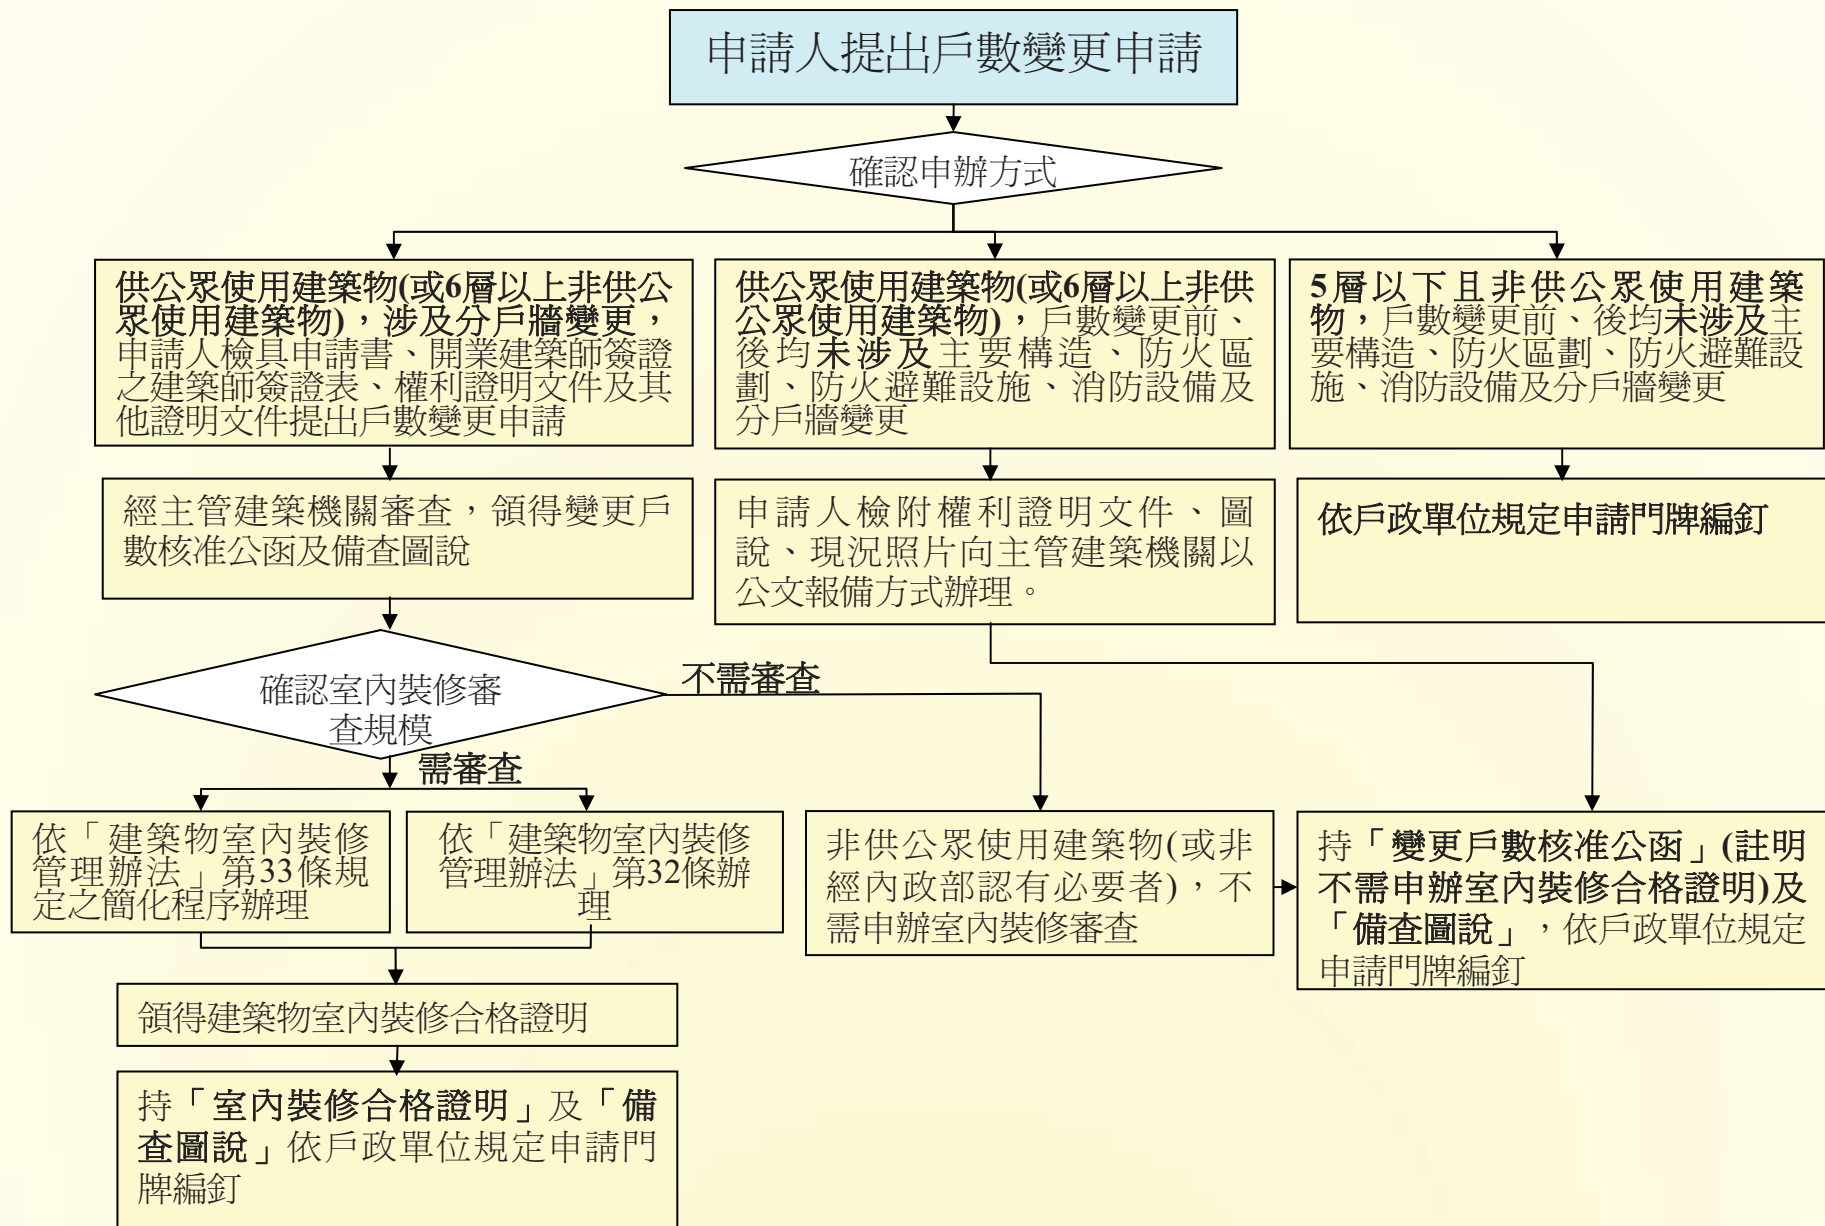 申請人提出戶數變更申請
確認申辦方式
供公眾使用建築物(或6層以上非供公
眾使用建築物)，涉及分戶牆變更，
申請人檢具申請書、開業建築師簽證
之建築師簽證表、權利證明文件及其
他證明文件提出戶數變更申請
供公眾使用建築物(或6層以上非供
公眾使用建築物)，戶數變更前、
後均未涉及主要構造、防火區
劃、防火避難設施、消防設備及
分戶牆變更
5層以下且非供公眾使用建築
物，戶數變更前、後均未涉及主
要構造、防火區劃、防火避難設
施、消防設備及分戶牆變更
經主管建築機關審查，領得變更戶
數核准公函及備查圖說
申請人檢附權利證明文件、圖
說、現況照片向主管建築機關以
公文報備方式辦理。
依戶政單位規定申請門牌編釘
確認室內裝修審
查規模
不需審查
需審查
依「建築物室內裝修
管理辦法」第33條規
定之簡化程序辦理
依「建築物室內裝修
管理辦法」第32條辦
理
非供公眾使用建築物(或非
經內政部認有必要者)，不
需申辦室內裝修審查
持「變更戶數核准公函」(註明
不需申辦室內裝修合格證明)及
「備查圖說」，依戶政單位規定
申請門牌編釘
領得建築物室內裝修合格證明
持「室內裝修合格證明」及「備
查圖說」依戶政單位規定申請門
牌編釘